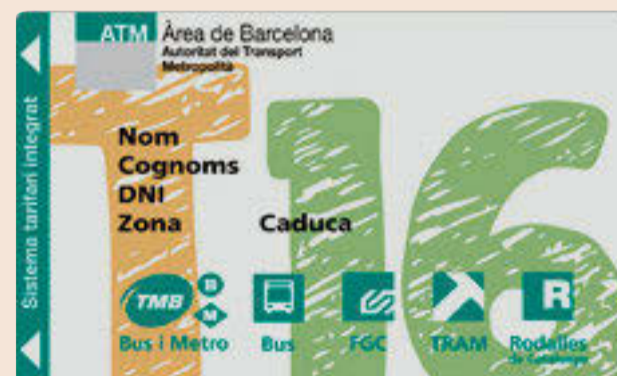 ATM Àrea de Barcelona
Autoritat del Transport
Metropolità
Sistema tarifari integrat
T16
Nom
Cognoms
DNI
Zona Caduca
TMB B M R
Bus i Metro Bus FGC TRAM Rodalies
de Catalunya